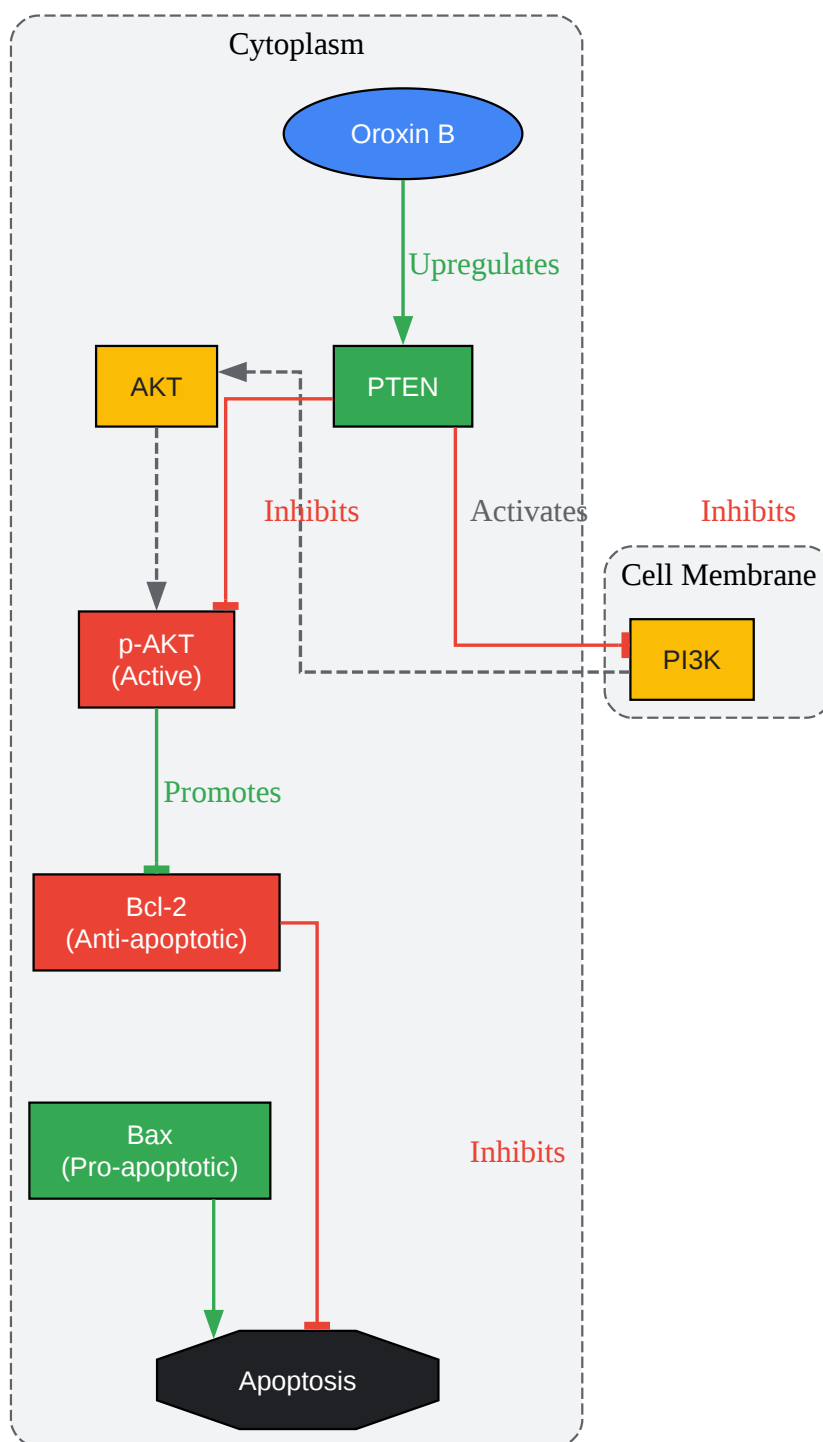 Cytoplasm
Oroxin B
Upregulates
AKT
PTEN
Inhibits
Activates
Inhibits
Cell Membrane
p-AKT
(Active)
PI3K
Promotes
Bcl-2
(Anti-apoptotic)
Bax
(Pro-apoptotic)
Inhibits
Apoptosis